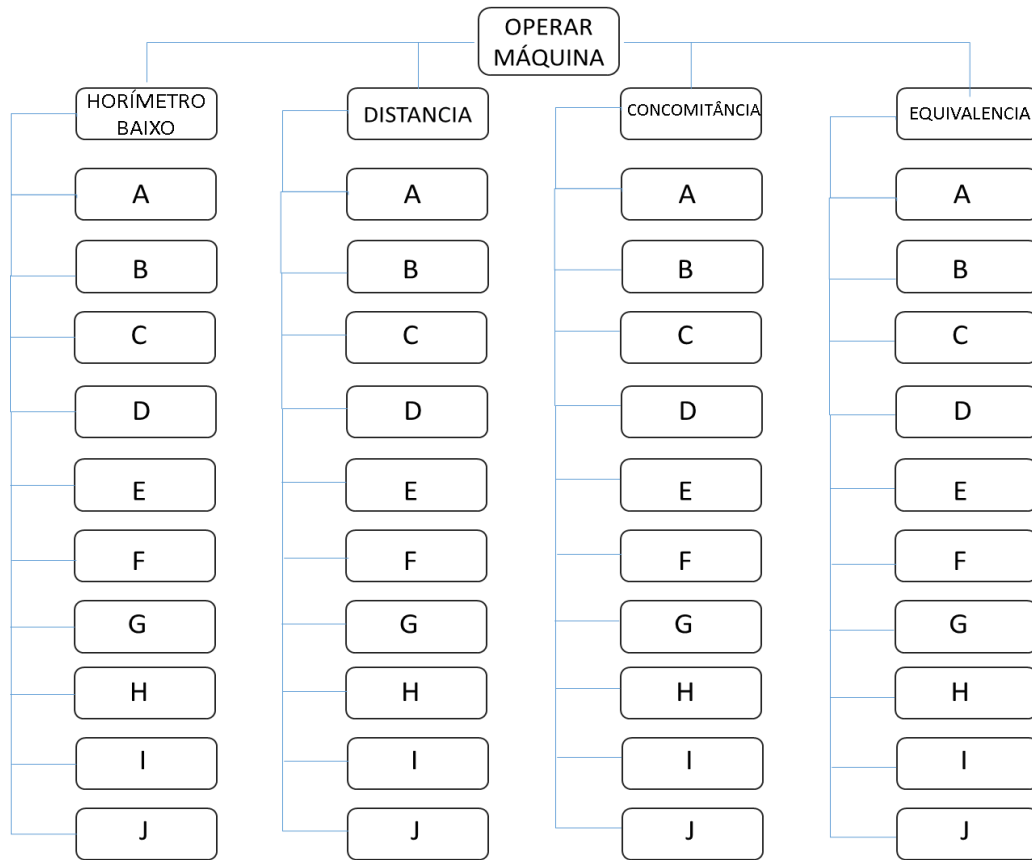 OPERAR
MÁQUINA
HORÍMETRO
BAIXO
DISTANCIA
CONCOMITÂNCIA
EQUIVALENCIA
A
A
A
A
B
B
B
B
C
C
C
C
D
D
D
D
E
E
E
E
F
F
F
F
G
G
G
G
H
H
H
H
I
I
I
I
J
J
J
J